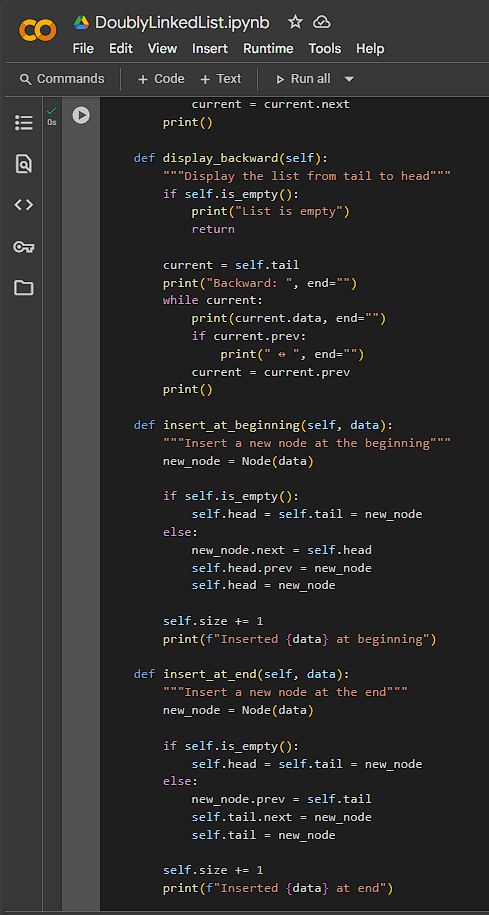 DoublyLinkedList.ipynb
File Edit View Insert Runtime Tools Help
Commands + Code + Text Run all
0s
            current = current.next
        print()

    def display_backward(self):
        """Display the list from tail to head"""
        if self.is_empty():
            print("List is empty")
            return

        current = self.tail
        print("Backward: ", end="")
        while current:
            print(current.data, end="")
            if current.prev:
                print(" ↔ ", end="")
            current = current.prev
        print()

    def insert_at_beginning(self, data):
        """Insert a new node at the beginning"""
        new_node = Node(data)

        if self.is_empty():
            self.head = self.tail = new_node
        else:
            new_node.next = self.head
            self.head.prev = new_node
            self.head = new_node

        self.size += 1
        print(f"Inserted {data} at beginning")

    def insert_at_end(self, data):
        """Insert a new node at the end"""
        new_node = Node(data)

        if self.is_empty():
            self.head = self.tail = new_node
        else:
            new_node.prev = self.tail
            self.tail.next = new_node
            self.tail = new_node

        self.size += 1
        print(f"Inserted {data} at end")